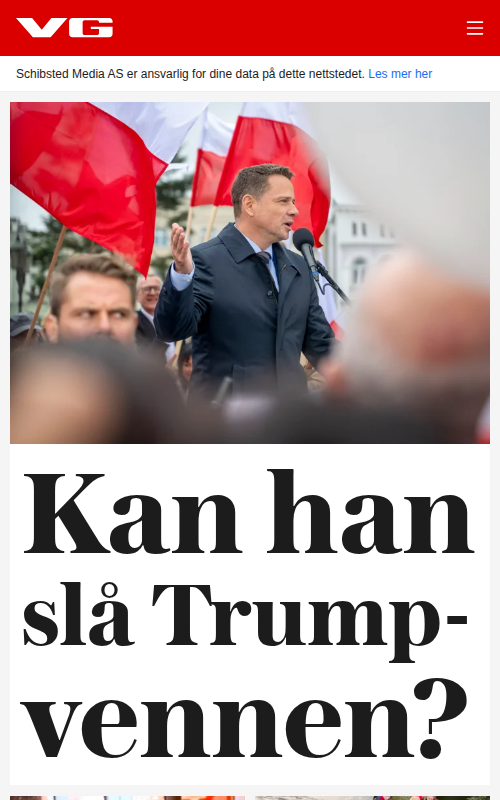 VG
Schibsted Media AS er ansvarlig for dine data på dette nettstedet. Les mer her
Kan han
slå Trump-
vennen?